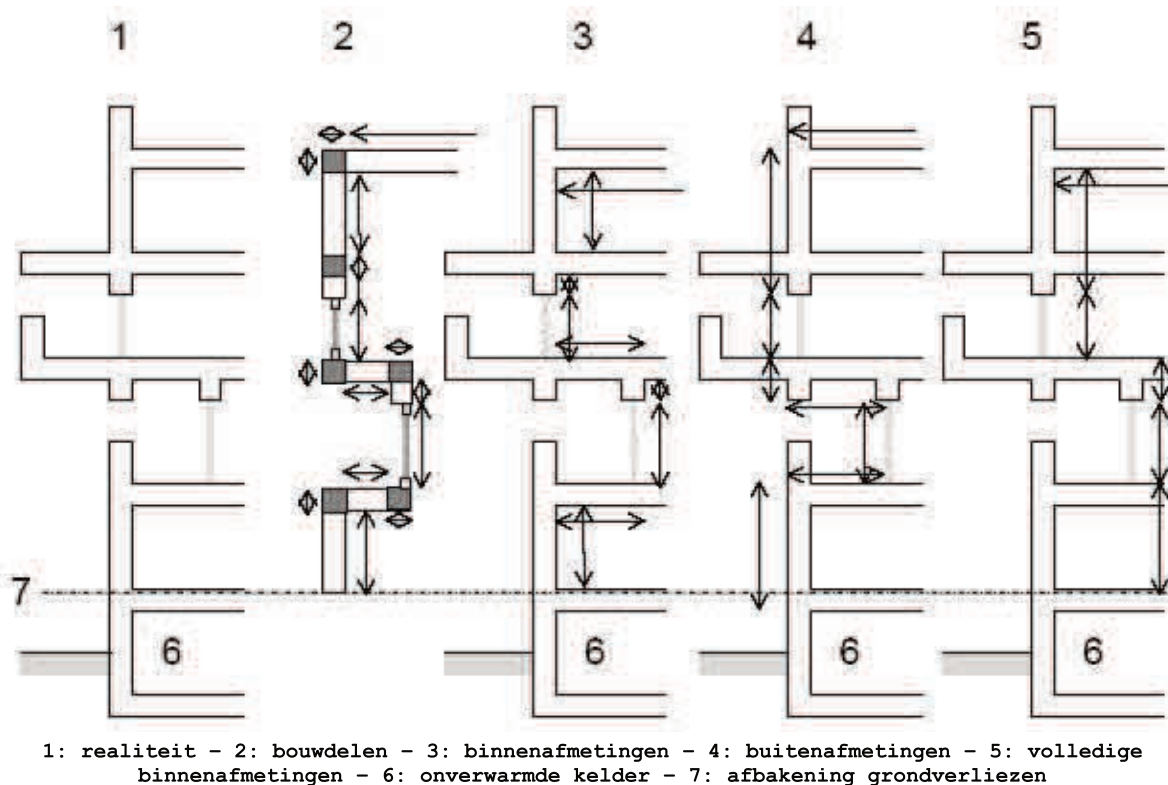 1 2 3 4 5
7
6 6 6 6
1: realiteit – 2: bouwdelen – 3: binnenafmetingen – 4: buitenafmetingen – 5: volledige
binnenafmetingen – 6: onverwarmde kelder – 7: afbakening grondverliezen